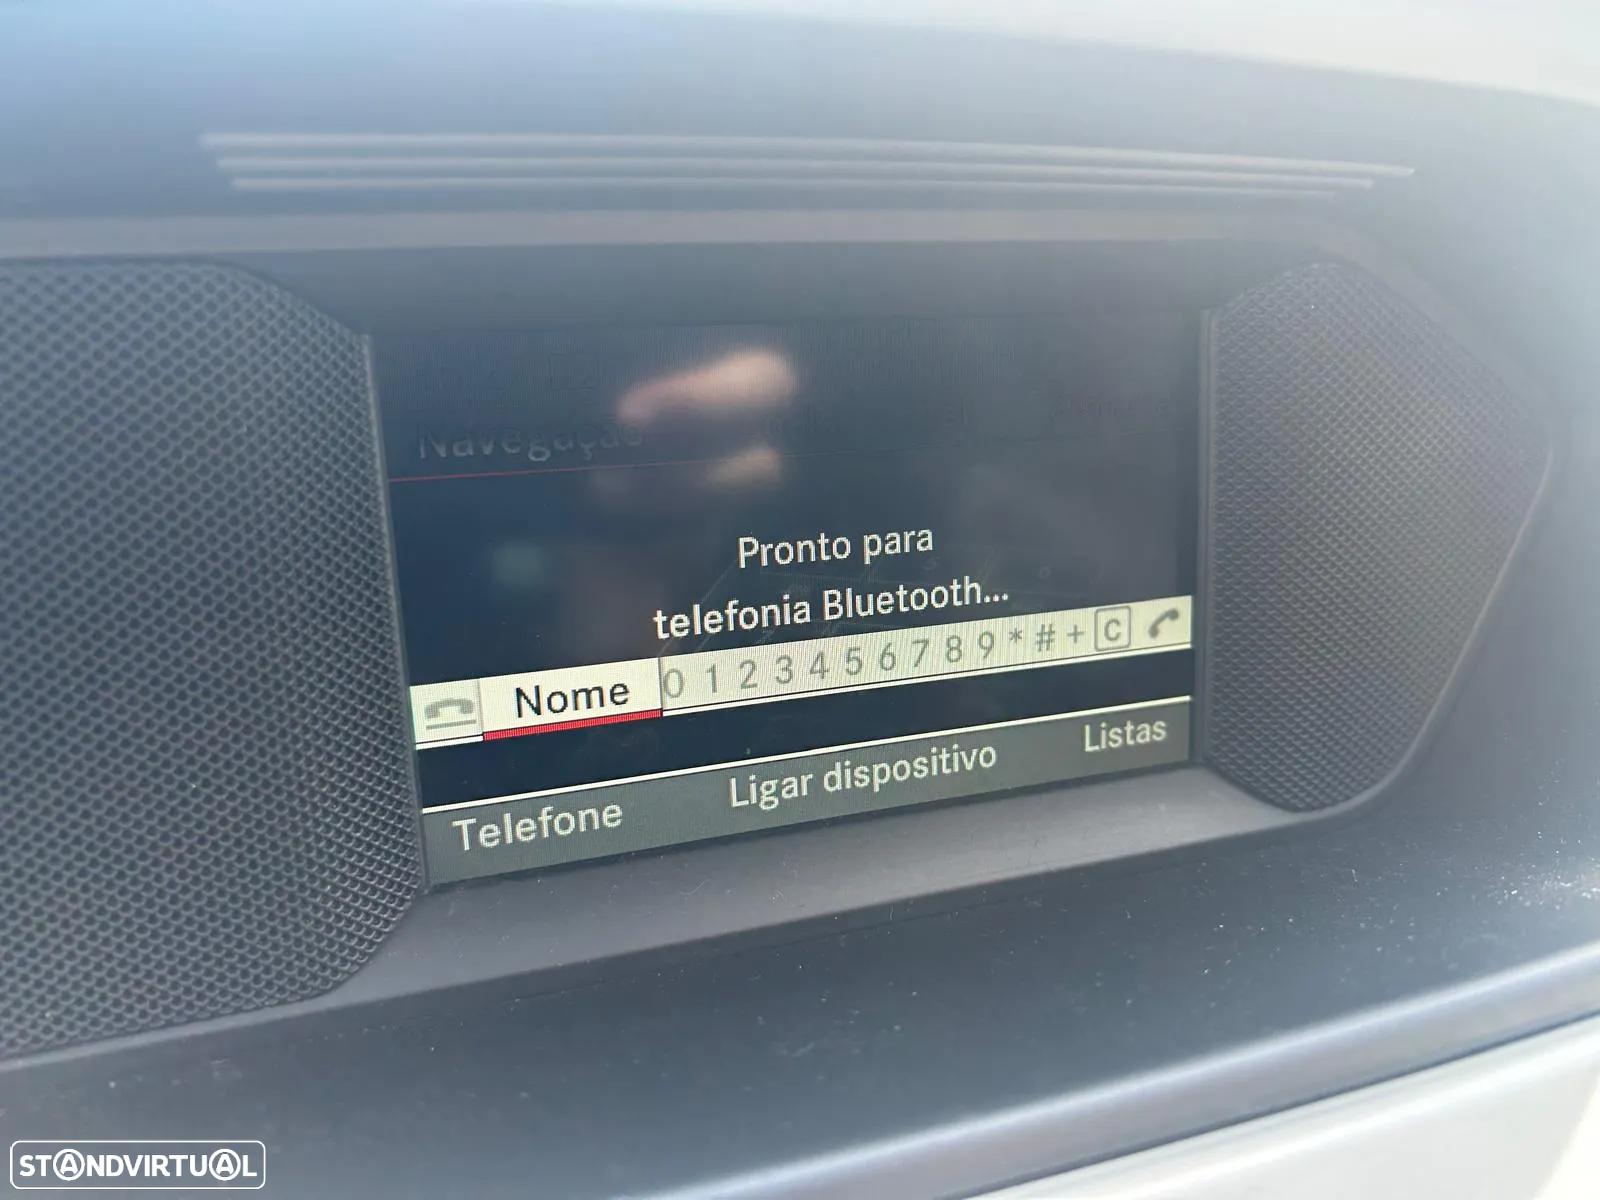 Navegação
Pronto para
telefonia Bluetooth...
Nome 0 1 2 3 4 5 6 7 8 9 * # + C
Telefone Ligar dispositivo Listas
STANDVIRTUAL